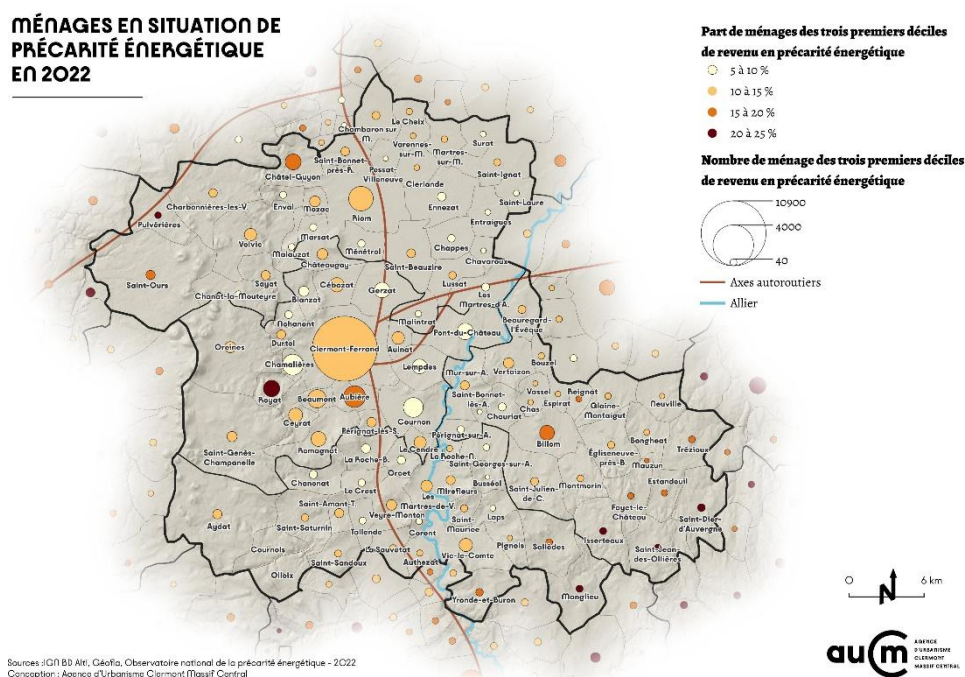 MÉNAGES EN SITUATION DE
PRÉCARITÉ ÉNERGÉTIQUE
EN 2022
Part de ménages des trois premiers déciles
de revenu en précarité énergétique
5 à 10 %
10 à 15 %
15 à 20 %
20 à 25 %
Nombre de ménage des trois premiers déciles
de revenu en précarité énergétique
10900
4000
40
Axes autoroutiers
Allier
Le Cheix
Chambaron sur
M.
Varennes-
sur-M.
Martres-
sur-M.
Surat
Saint-Bonnet-
près-R.
Pessat-
Villeneuve
Clerlande
Saint-Ignat
Châtel-Guyon
Charbonnières-les-V.
Enval
Mozac
Riom
Ennezat
Saint-Laure
Entraigues
Pulvérières
Marsat
Volvic
Malauzat
Ménétrol
Chappes
Châteaugay
Saint-Beauzire
Chavaroux
Saint-Ours
Sayat
Cébazat
Lussat
Chanat-la-Mouteyre
Blanzat
Gerzat
Les
Martres-d'A.
Nohanent
Malintrat
Beauregard-
l'Évêque
Durtol
Pont-du-Château
Orcines
Clermont-Ferrand
Aulnat
Chamalières
Lempdes
Mur-sur-A.
Vertaizon
Bouzel
Royat
Beaumont
Aubière
Saint-Bonnet-
lès-A.
Vassel
Reignat
Espirat
Glaine-
Montaigut
Neuville
Chas
Chauriat
Ceyrat
Cournon
Pérignat-lès-S.
Pérignat-sur-A.
Billom
Bongheat
Trézioux
Romagnat
Le Cendre
La Roche-N.
La Roche-B.
Saint-Georges-sur-A.
Égliseneuve-
près-B.
Mauzun
Saint-Genès-
Champanelle
Orcet
Estandeuil
Chanonat
Busséol
Le Crest
Mirefleurs
Saint-Julien-
de-C.
Montmorin
Les
Martres-de-V.
Fayet-le-
Château
Saint-Amant-T.
Veyre-Monton
Saint-Dier-
d'Auvergne
Aydat
Saint-Saturnin
Saint-
Maurice
Laps
Tallende
Corent
Isserteaux
Pignols
Sallèdes
Saint-Jean-
des-Ollières
Cournols
La Sauvetat
Vic-le-Comte
Olloix
Saint-Sandoux
Authezat
Yronde-et-Buron
Manglieu
0
6 km
N
auCm
AGENCE
D'URBANISME
CLERMONT
MASSIF CENTRAL
Sources : IGN BD Alti, Géofla, Observatoire national de la précarité énergétique - 2022
Conception : Agence d'Urbanisme Clermont Massif Central